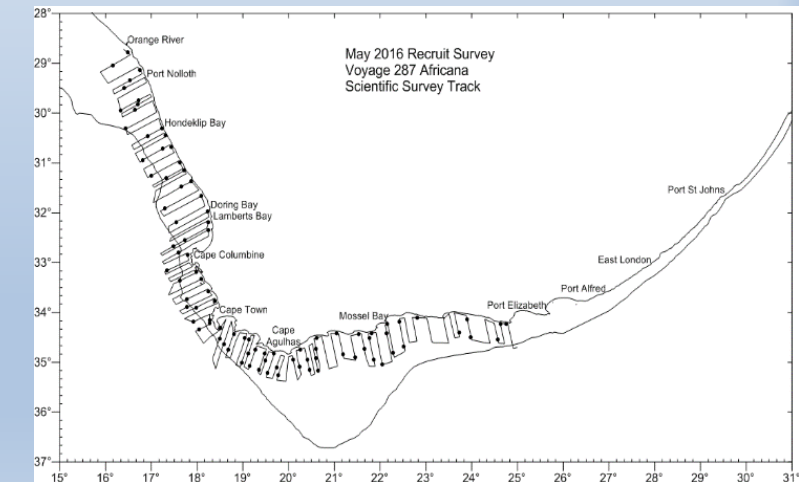 28°
29°
30°
31°
32°
33°
34°
35°
36°
37°
May 2016 Recruit Survey
Voyage 287 Africana
Scientific Survey Track
Orange River
Port Nolloth
Hondeklip Bay
Doring Bay
Lamberts Bay
Cape Columbine
Cape Town
Cape
Agulhas
Mossel Bay
Port Elizabeth
Port Alfred
East London
Port St Johns
15° 16° 17° 18° 19° 20° 21° 22° 23° 24° 25° 26° 27° 28° 29° 30° 31°